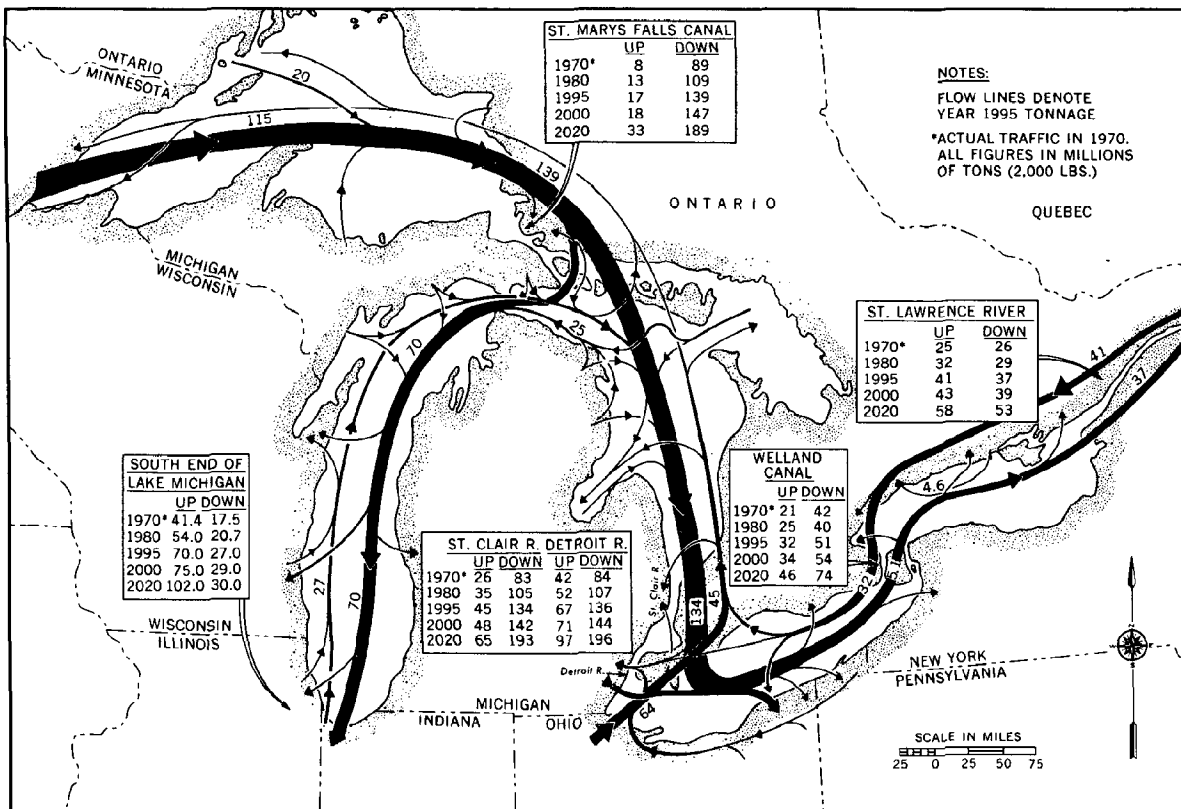 ST. MARYS FALLS CANAL
UP DOWN
1970* 8 89
1980 13 109
1995 17 139
2000 18 147
2020 33 189
NOTES:
FLOW LINES DENOTE
YEAR 1995 TONNAGE
*ACTUAL TRAFFIC IN 1970.
ALL FIGURES IN MILLIONS
OF TONS (2,000 LBS.)
ONTARIO
MINNESOTA
20
115
139
ONTARIO
QUEBEC
MICHIGAN
WISCONSIN
70
25
ST. LAWRENCE RIVER
UP DOWN
1970* 25 26
1980 32 29
1995 41 37
2000 43 39
2020 58 53
41
37
SOUTH END OF
LAKE MICHIGAN
UP DOWN
1970* 41.4 17.5
1980 54.0 20.7
1995 70.0 27.0
2000 75.0 29.0
2020 102.0 30.0
WELLAND
CANAL
UP DOWN
1970* 21 42
1980 25 40
1995 32 51
2000 34 54
2020 46 74
4.6
ST. CLAIR R. DETROIT R.
UP DOWN UP DOWN
1970* 26 83 42 84
1980 35 105 52 107
1995 45 134 67 136
2000 48 142 71 144
2020 65 193 97 196
27
70
St. Clair R.
134
45
32
51
WISCONSIN
ILLINOIS
Detroit R.
64
NEW YORK
PENNSYLVANIA
INDIANA
MICHIGAN
OHIO
SCALE IN MILES
25 0 25 50 75